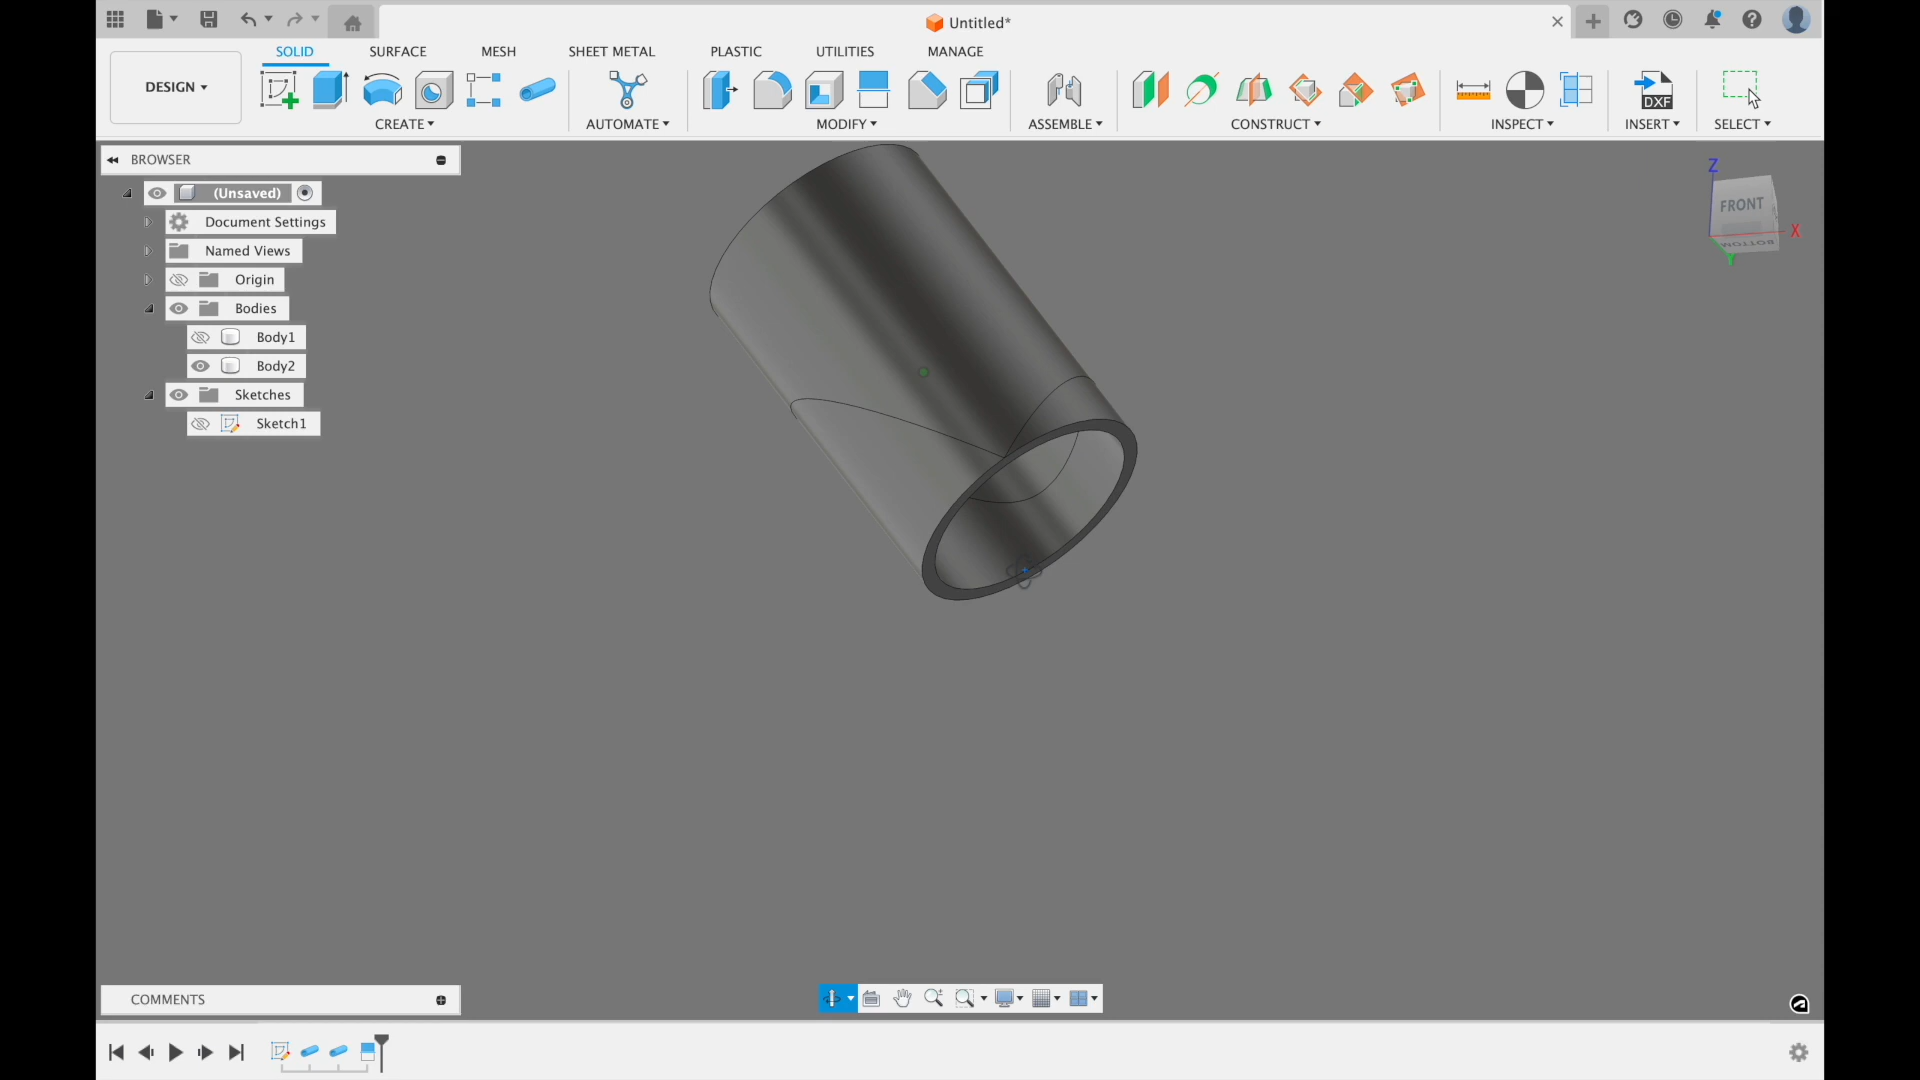 Untitled*
SOLID SURFACE MESH SHEET METAL PLASTIC UTILITIES MANAGE
DESIGN
DXF
CREATE AUTOMATE MODIFY ASSEMBLE CONSTRUCT INSPECT INSERT SELECT
BROWSER
(Unsaved)
Document Settings
Named Views
Origin
Bodies
Body1
Body2
Sketches
Sketch1
Z
FRONT
X
BOTTOM
Y
COMMENTS